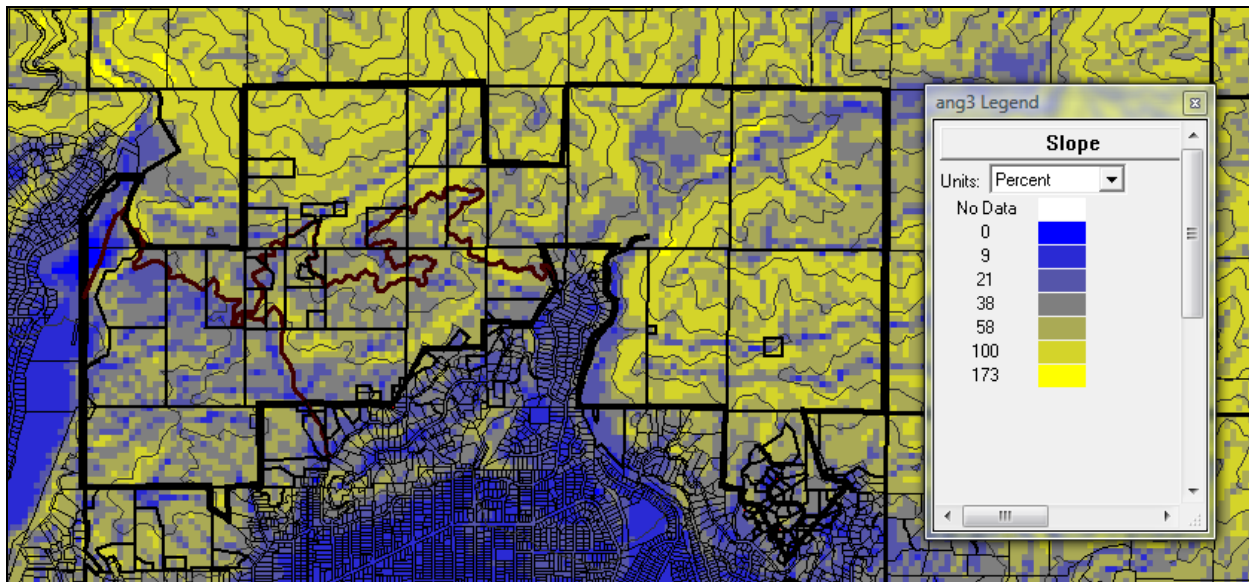 ang3 Legend
Slope
Units: Percent
No Data
0
9
21
38
58
100
173